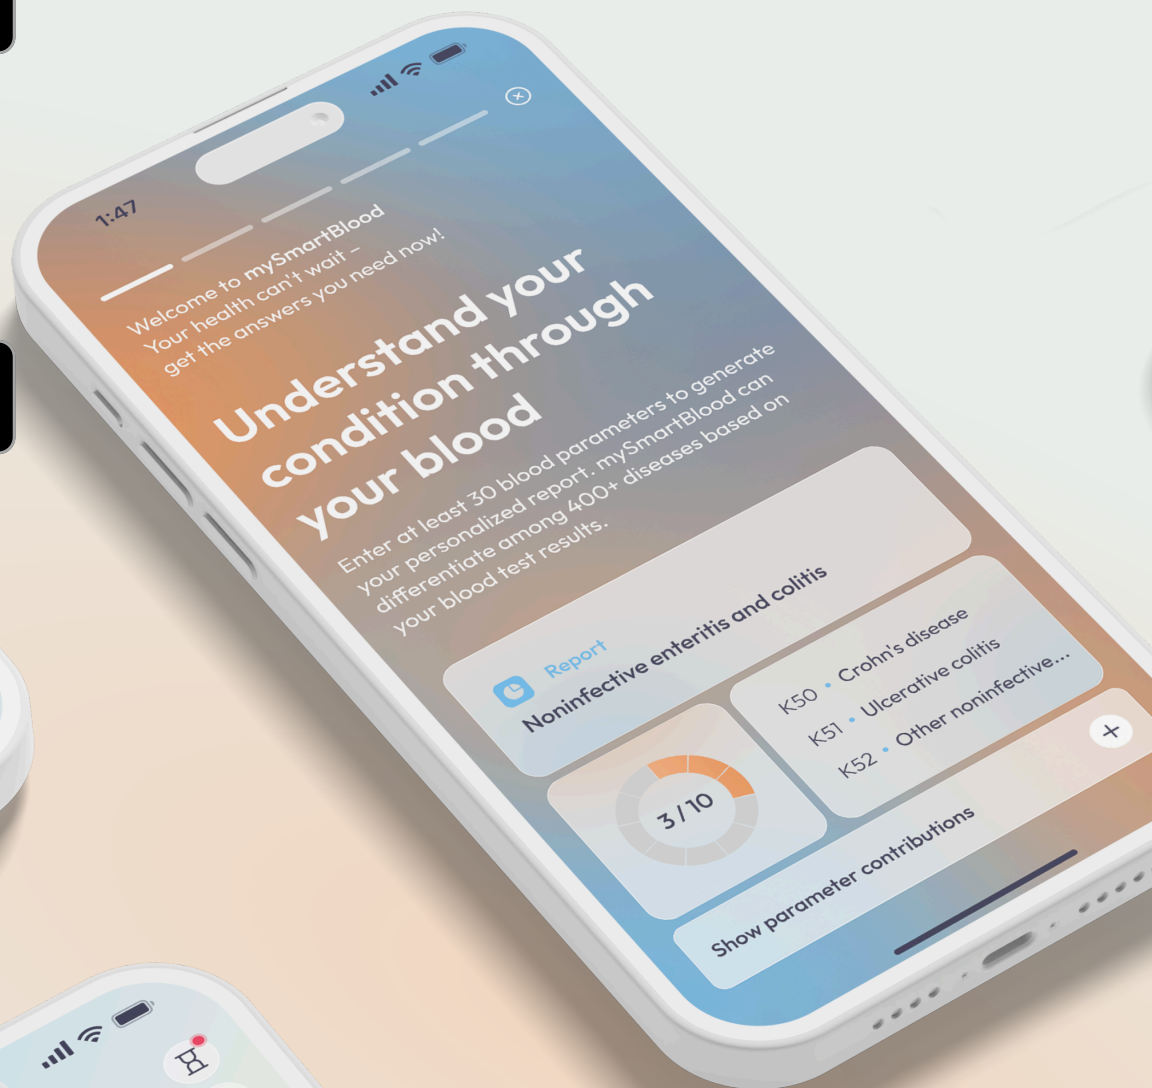 1:47
Welcome to mySmartBlood
Your health can't wait –
get the answers you need now!
Understand your
condition through
your blood
Enter at least 30 blood parameters to generate
your personalized report. mySmartBlood can
differentiate among 400+ diseases based on
your blood test results.
Report
Noninfective enteritis and colitis
3 / 10
K50 • Crohn's disease
K51 • Ulcerative colitis
K52 • Other noninfective...
Show parameter contributions